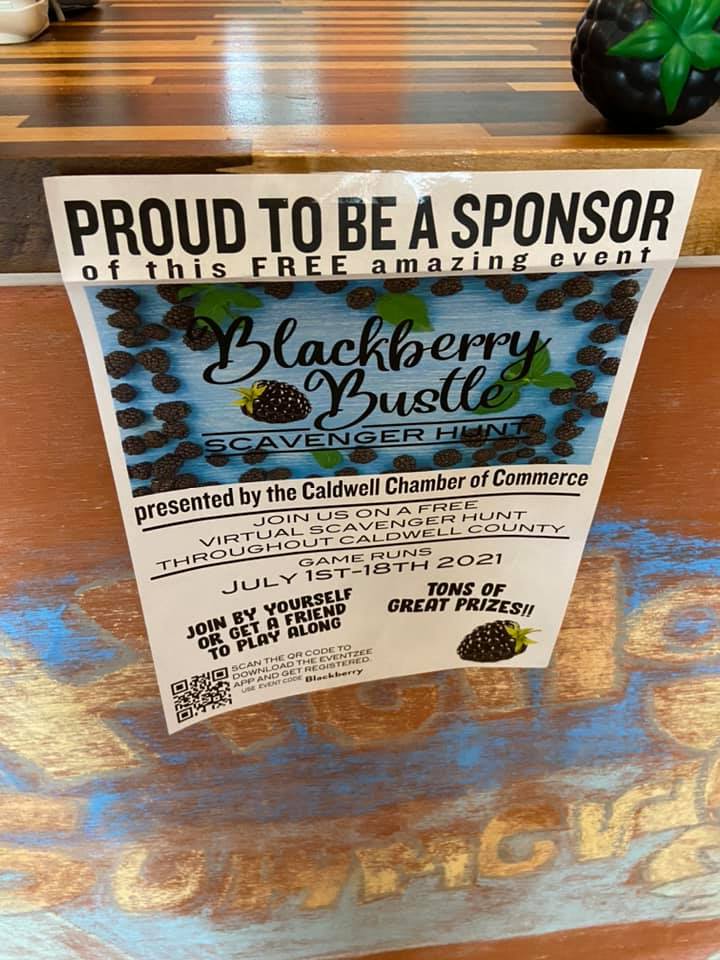 PROUD TO BE A SPONSOR
of this FREE amazing event
Blackberry
Bustle
SCAVENGER HUNT
presented by the Caldwell Chamber of Commerce
JOIN US ON A FREE
VIRTUAL SCAVENGER HUNT
THROUGHOUT CALDWELL COUNTY
GAME RUNS
JULY 1ST-18TH 2021
JOIN BY YOURSELF
OR GET A FRIEND
TO PLAY ALONG
TONS OF
GREAT PRIZES!!
SCAN THE QR CODE TO
DOWNLOAD THE EVENTZEE
APP AND GET REGISTERED.
USE EVENT CODE Blackberry